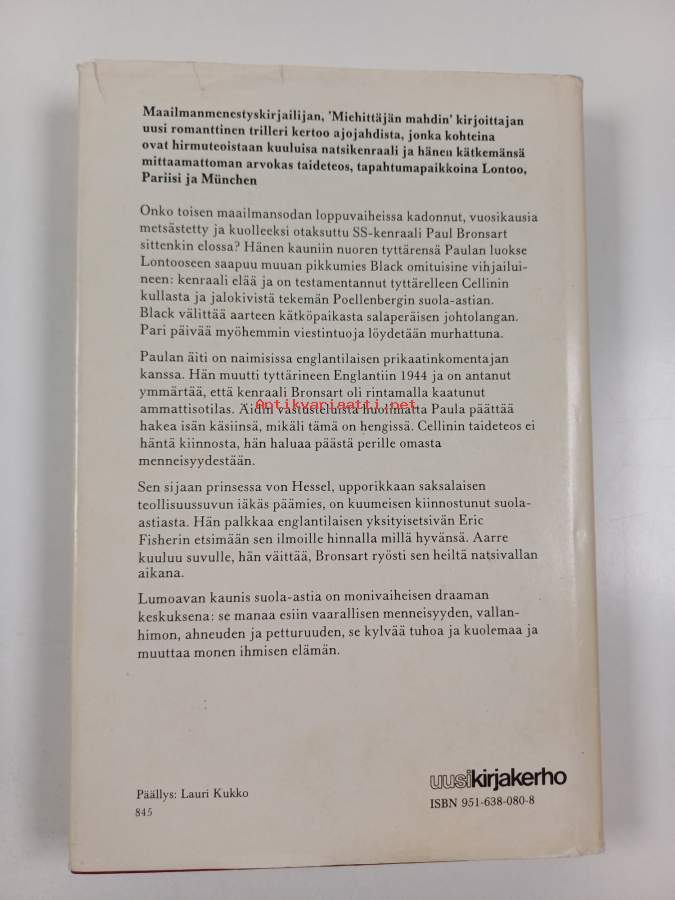 Maailmanmenestyskirjailijan, 'Miehittäjän mahdin' kirjoittajan
uusi romanttinen trilleri kertoo ajojahdista, jonka kohteina
ovat hirmuteoistaan kuuluisa natsikenraali ja hänen kätkemänsä
mittaamattoman arvokas taideteos, tapahtumapaikkoina Lontoo,
Pariisi ja München
Onko toisen maailmansodan loppuvaiheissa kadonnut, vuosikausia
metsästetty ja kuolleeksi otaksuttu SS-kenraali Paul Bronsart
sittenkin elossa? Hänen kauniin nuoren tyttärensä Paulan luokse
Lontooseen saapuu muuan pikkumies Black omituisine vihjailui-
neen: kenraali elää ja on testamentannut tyttärelleen Cellinin
kullasta ja jalokivistä tekemän Poellenbergin suola-astian.
Black välittää aarteen kätköpaikasta salaperäisen johtolangan.
Pari päivää myöhemmin viestintuoja löydetään murhattuna.
Paulan äiti on naimisissa englantilaisen prikaatinkomentajan
kanssa. Hän muutti tyttärineen Englantiin 1944 ja on antanut
ymmärtää, että kenraali Bronsart oli rintamalla kaatunut
ammattisotilas. Äidin vastusteluista huolimatta Paula päättää
Antikvariaatti.net
hakea isän käsiinsä, mikäli tämä on hengissä. Cellinin taideteos ei
häntä kiinnosta, hän haluaa päästä perille omasta
menneisyydestään.
Sen sijaan prinsessa von Hessel, upporikkaan saksalaisen
teollisuussuvun iäkäs päämies, on kuumeisen kiinnostunut suola-
astiasta. Hän palkkaa englantilaisen yksityisetsivän Eric
Fisherin etsimään sen ilmoille hinnalla millä hyvänsä. Aarre
kuuluu suvulle, hän väittää, Bronsart ryösti sen heiltä natsivallan
aikana.
Lumoavan kaunis suola-astia on monivaiheisen draaman
keskuksena: se manaa esiin vaarallisen menneisyyden, vallan-
himon, ahneuden ja petturuuden, se kylvää tuhoa ja kuolemaa ja
muuttaa monen ihmisen elämän.
Päällys: Lauri Kukko
845
uusikirjakerho
ISBN 951-638-080-8